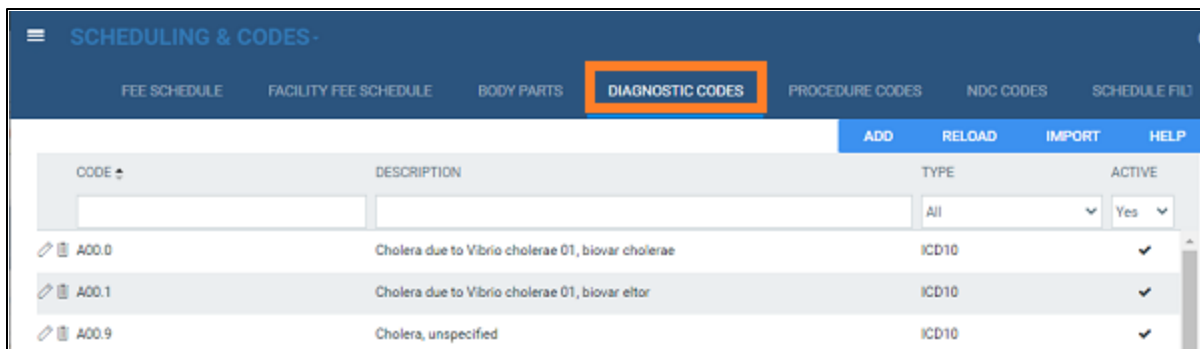 SCHEDULING & CODES -
FEE SCHEDULE FACILITY FEE SCHEDULE BODY PARTS DIAGNOSTIC CODES PROCEDURE CODES NDC CODES SCHEDULE FILT
ADD RELOAD IMPORT HELP
CODE DESCRIPTION TYPE ACTIVE
All Yes
A00.0 Cholera due to Vibrio cholerae 01, biovar cholerae ICD10
A00.1 Cholera due to Vibrio cholerae 01, biovar eltor ICD10
A00.9 Cholera, unspecified ICD10